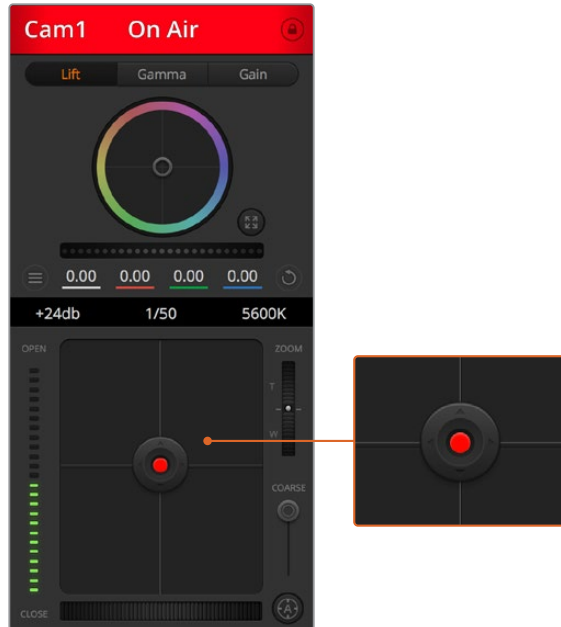 Cam1 On Air
Lift Gamma Gain
0.00 0.00 0.00 0.00
+24db 1/50 5600K
OPEN ZOOM
T
W
COARSE
CLOSE A